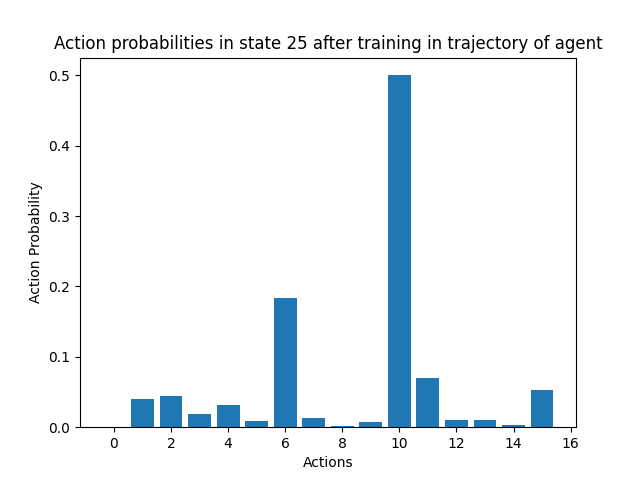 Action probabilities in state 25 after training in trajectory of agent
0.5
0.4
0.3
0.2
0.1
0.0
Action Probability
0 2 4 6 8 10 12 14 16
Actions